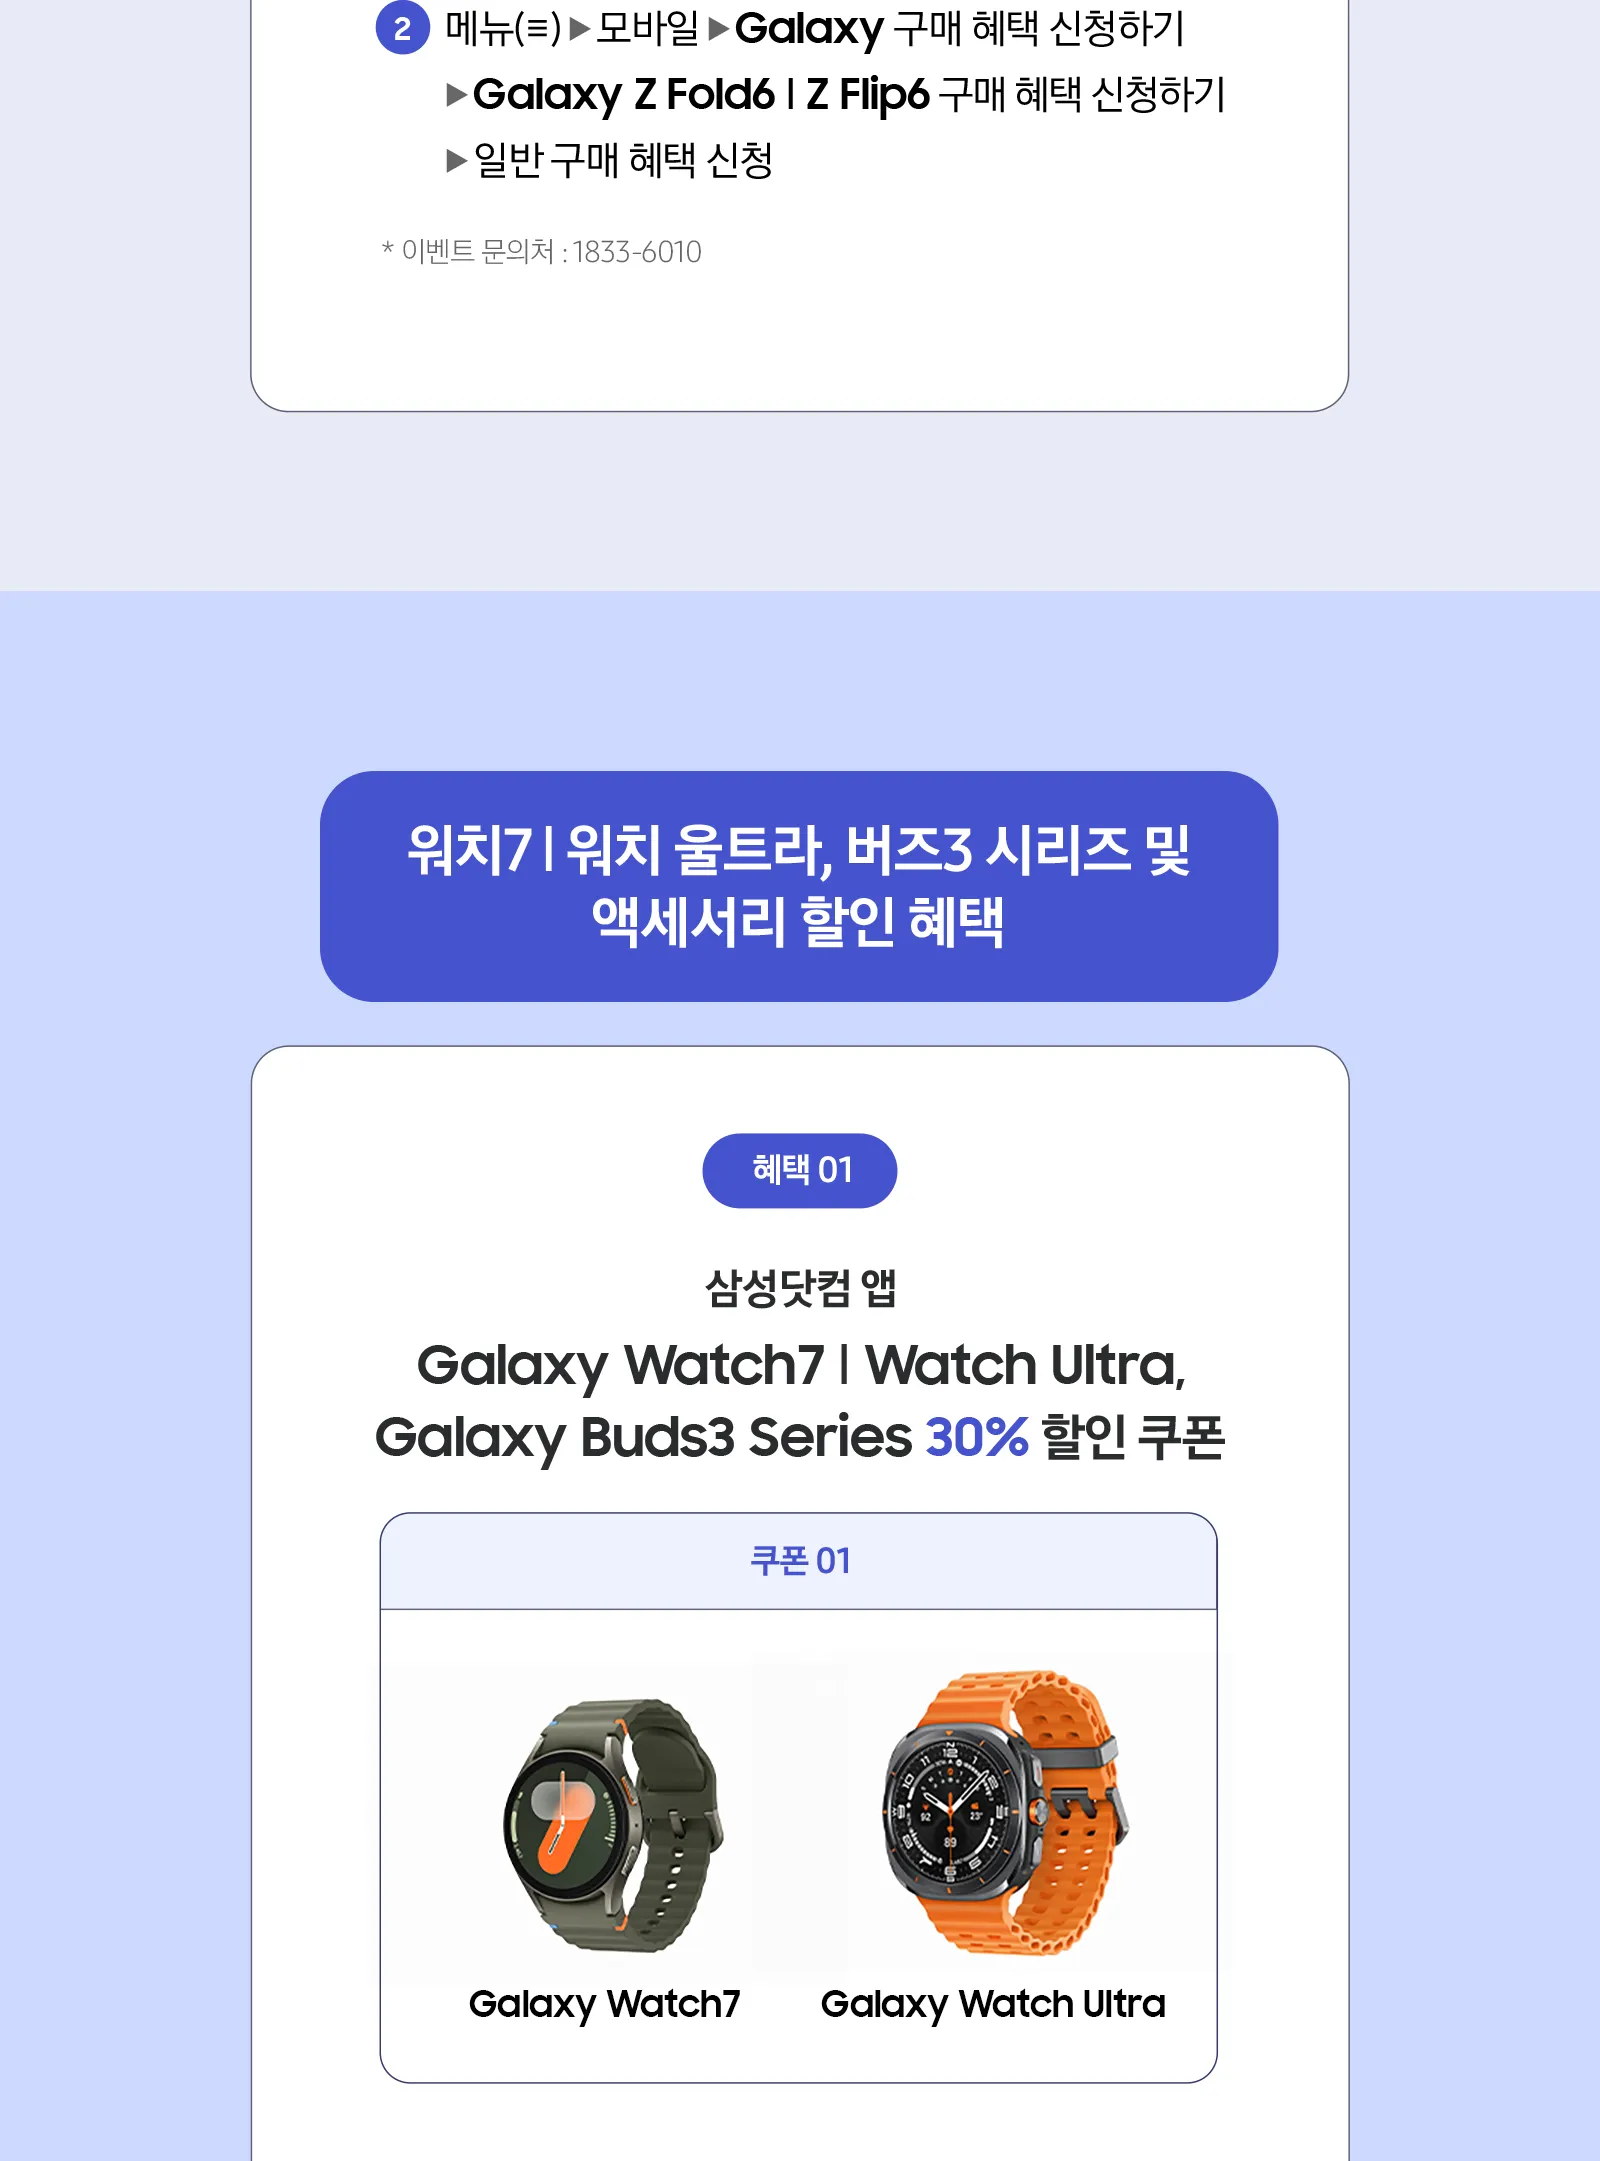 2 메뉴(≡) ▶ 모바일 ▶ Galaxy 구매 혜택 신청하기
▶ Galaxy Z Fold6 | Z Flip6 구매 혜택 신청하기
▶ 일반 구매 혜택 신청
* 이벤트 문의처 : 1833-6010
워치7 | 워치 울트라, 버즈3 시리즈 및
액세서리 할인 혜택
혜택 01
삼성닷컴 앱
Galaxy Watch7 | Watch Ultra,
Galaxy Buds3 Series 30% 할인 쿠폰
쿠폰 01
Galaxy Watch7
Galaxy Watch Ultra